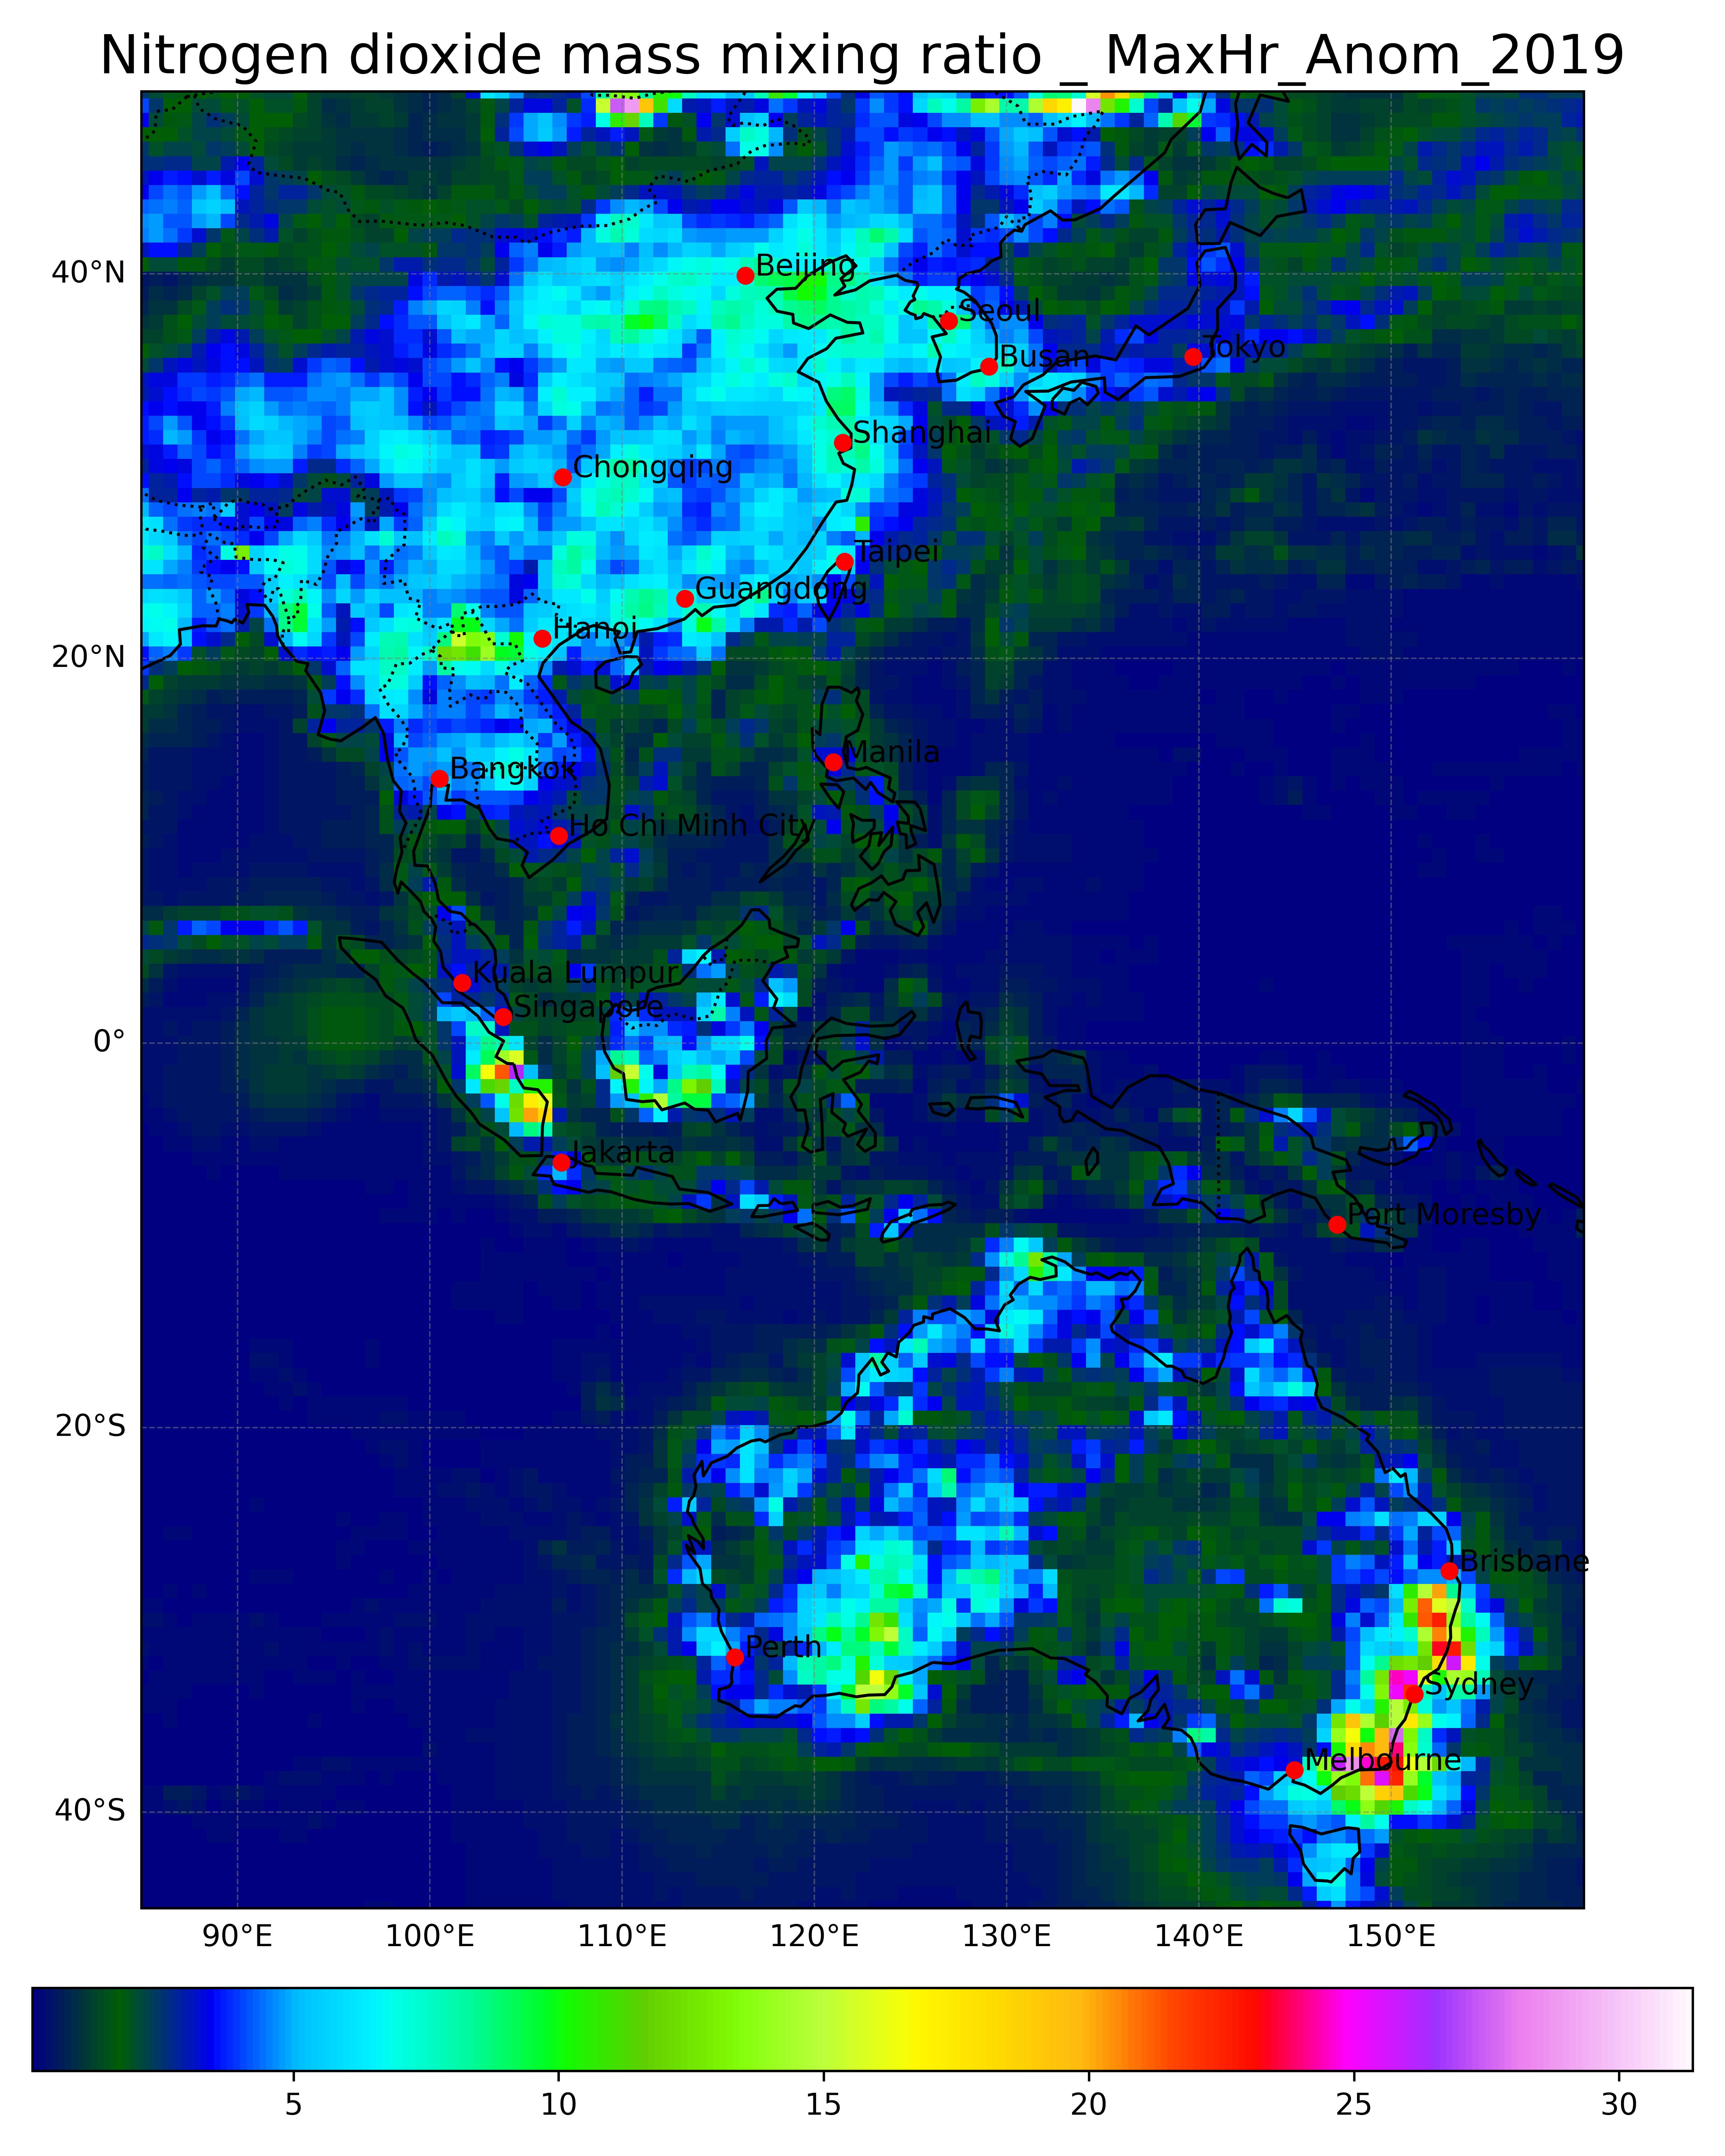 Nitrogen dioxide mass mixing ratio _ MaxHr_Anom_2019
40°N
Beijing
Seoul
Busan
Tokyo
Shanghai
Chongqing
Taipei
Guangdong
Hanoi
20°N
Manila
Bangkok
Ho Chi Minh City
Kuala Lumpur
Singapore
0°
Jakarta
Port Moresby
20°S
Brisbane
Perth
Sydney
Melbourne
40°S
90°E 100°E 110°E 120°E 130°E 140°E 150°E
5 10 15 20 25 30